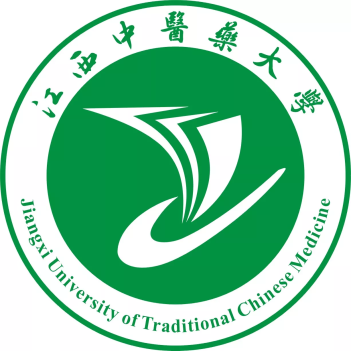 江西中醫藥大學
Jiangxi University of Traditional Chinese Medicine